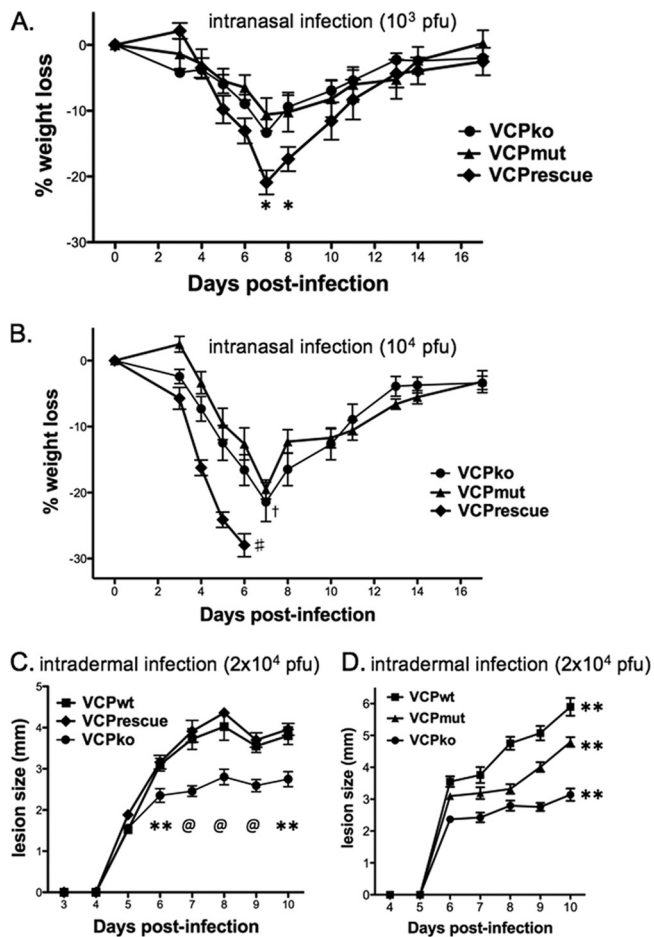 A.
intranasal infection (10³ pfu)
0
-10
-20
-30
% weight loss
VCPko
VCPmut
VCPrescue
* *
0 2 4 6 8 10 12 14 16
Days post-infection
B.
intranasal infection (10⁴ pfu)
0
-10
-20
-30
% weight loss
VCPko
VCPmut
VCPrescue
†
#
0 2 4 6 8 10 12 14 16
Days post-infection
C. intradermal infection (2x10⁴ pfu)
5
4
3
2
1
0
lesion size (mm)
VCPwt
VCPrescue
VCPko
** @ @ @ **
3 4 5 6 7 8 9 10
Days post-infection
D. intradermal infection (2x10⁴ pfu)
6
5
4
3
2
1
0
lesion size (mm)
VCPwt
VCPmut
VCPko
**
**
**
4 5 6 7 8 9 10
Days post-infection